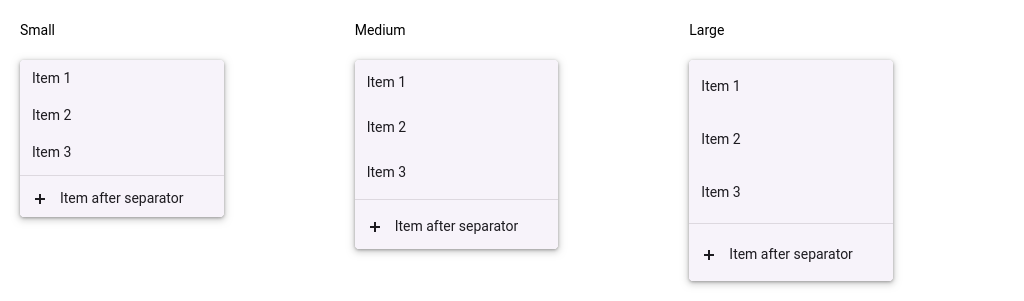 Small
Item 1
Item 2
Item 3
+ Item after separator
Medium
Item 1
Item 2
Item 3
+ Item after separator
Large
Item 1
Item 2
Item 3
+ Item after separator